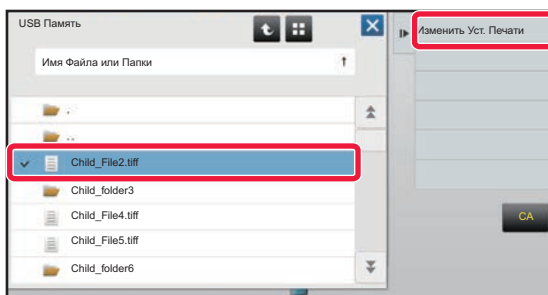 USB Память
Изменить Уст. Печати
Имя Файла или Папки
.
..
Child_File2.tiff
Child_folder3
Child_File4.tiff
Child_File5.tiff
Child_folder6
CA